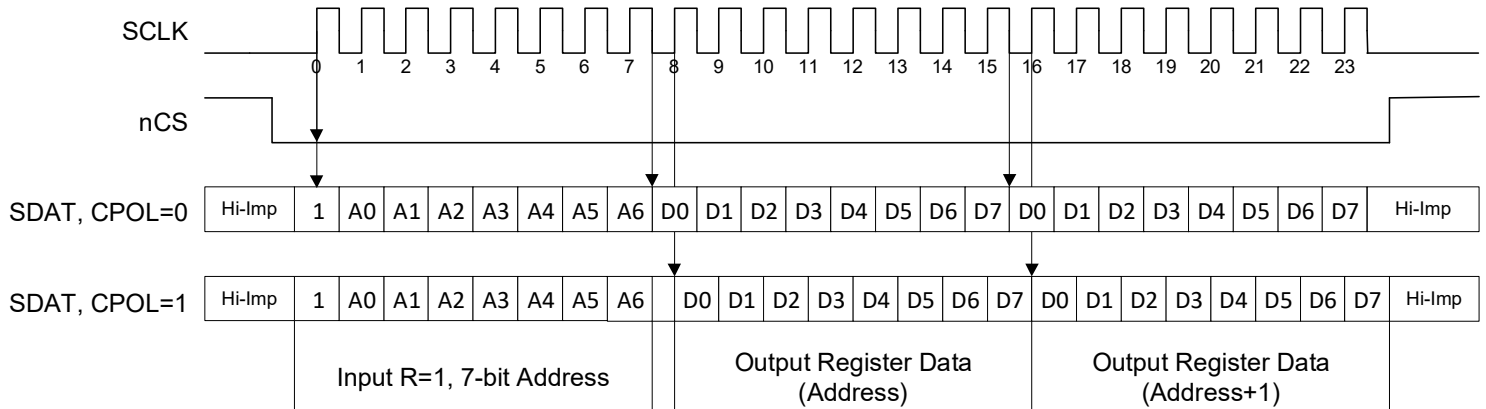 SCLK
0 1 2 3 4 5 6 7 8 9 10 11 12 13 14 15 16 17 18 19 20 21 22 23
nCS
SDAT, CPOL=0 Hi-Imp 1 A0 A1 A2 A3 A4 A5 A6 D0 D1 D2 D3 D4 D5 D6 D7 D0 D1 D2 D3 D4 D5 D6 D7 Hi-Imp
SDAT, CPOL=1 Hi-Imp 1 A0 A1 A2 A3 A4 A5 A6 D0 D1 D2 D3 D4 D5 D6 D7 D0 D1 D2 D3 D4 D5 D6 D7 Hi-Imp
Input R=1, 7-bit Address
Output Register Data
(Address)
Output Register Data
(Address+1)